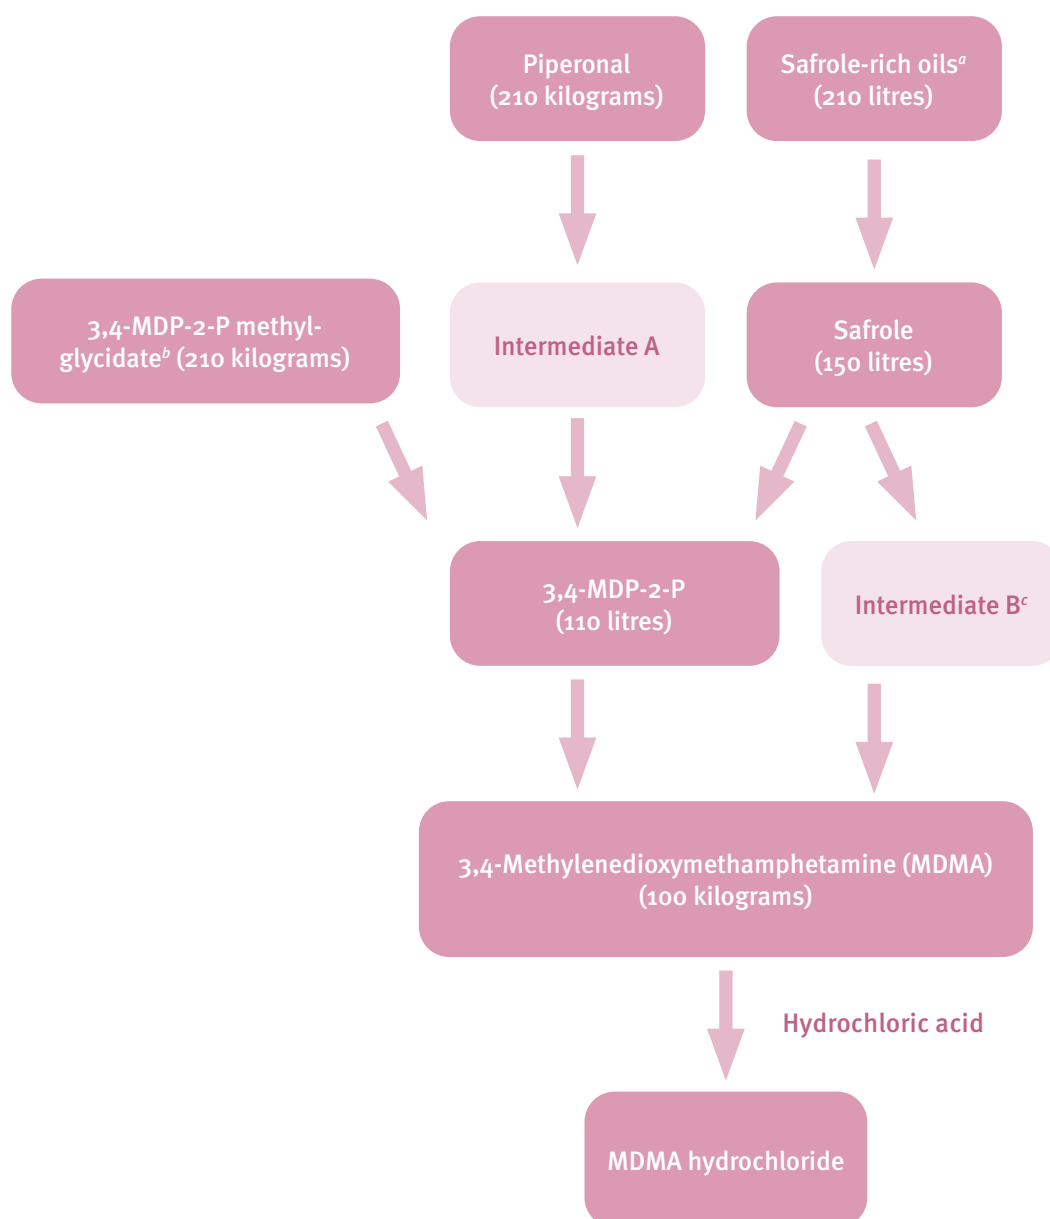 Piperonal
(210 kilograms)
Safrole-rich oilsᵃ
(210 litres)
3,4-MDP-2-P methyl-
glycidateᵇ (210 kilograms)
Intermediate A
Safrole
(150 litres)
3,4-MDP-2-P
(110 litres)
Intermediate Bᶜ
3,4-Methylenedioxymethamphetamine (MDMA)
(100 kilograms)
Hydrochloric acid
MDMA hydrochloride